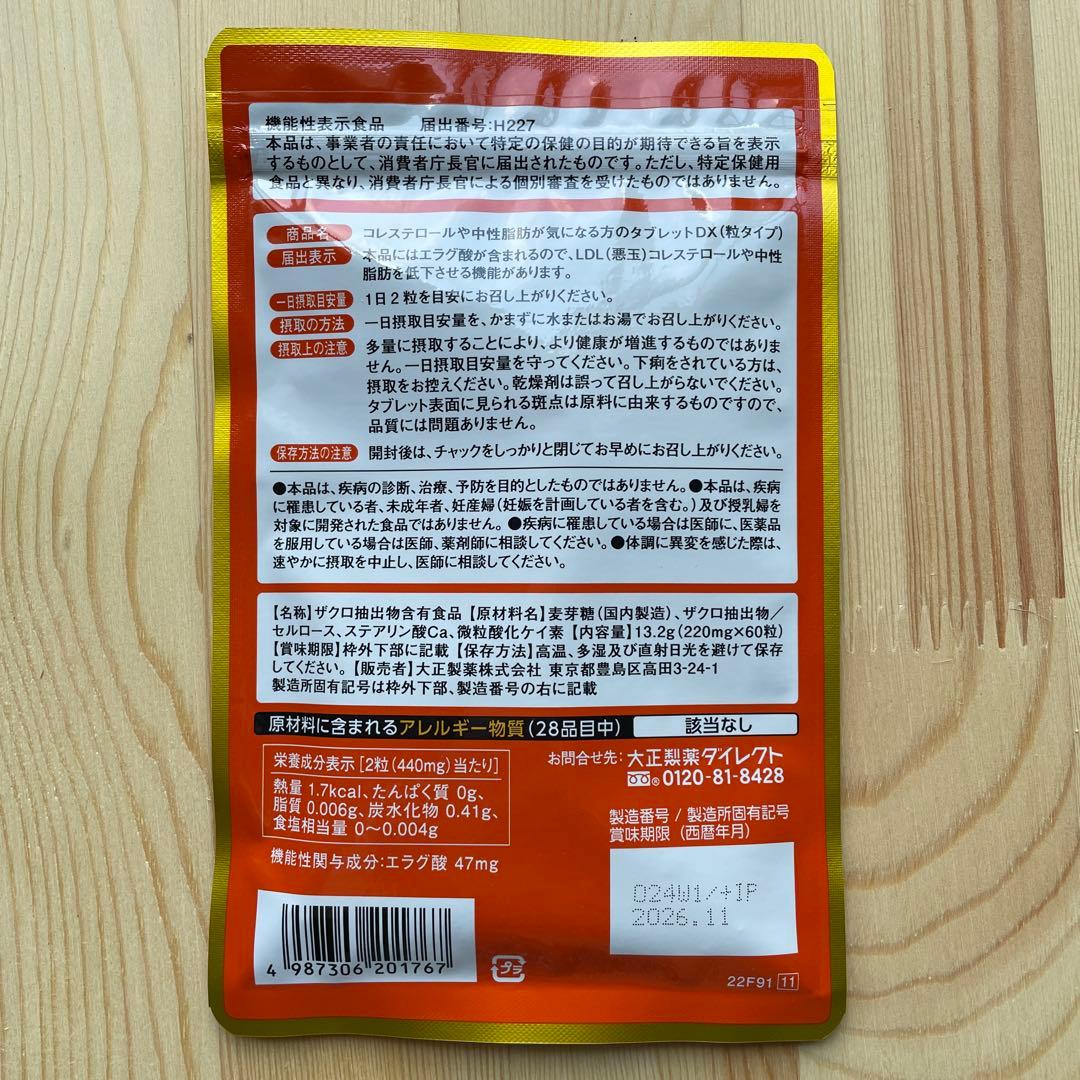 機能性表示食品 届出番号:H227
本品は、事業者の責任において特定の保健の目的が期待できる旨を表示
するものとして、消費者庁長官に届出されたものです。ただし、特定保健用
食品と異なり、消費者庁長官による個別審査を受けたものではありません。
商品名 コレステロールや中性脂肪が気になる方のタブレットDX(粒タイプ)
届出表示 本品にはエラグ酸が含まれるので、LDL(悪玉)コレステロールや中性
脂肪を低下させる機能があります。
一日摂取目安量 1日2粒を目安にお召し上がりください。
摂取の方法 一日摂取目安量を、かまずに水またはお湯でお召し上がりください。
摂取上の注意 多量に摂取することにより、より健康が増進するものではありま
せん。一日摂取目安量を守ってください。下痢をされている方は、
摂取をお控えください。乾燥剤は誤って召し上がらないでください。
タブレット表面に見られる斑点は原料に由来するものですので、
品質には問題ありません。
保存方法の注意 開封後は、チャックをしっかりと閉じてお早めにお召し上がりください。
●本品は、疾病の診断、治療、予防を目的としたものではありません。●本品は、疾病
に罹患している者、未成年者、妊産婦(妊娠を計画している者を含む。)及び授乳婦を
対象に開発された食品ではありません。●疾病に罹患している場合は医師に、医薬品
を服用している場合は医師、薬剤師に相談してください。●体調に異変を感じた際は、
速やかに摂取を中止し、医師に相談してください。
【名称】ザクロ抽出物含有食品【原材料名】麦芽糖(国内製造)、ザクロ抽出物/
セルロース、ステアリン酸Ca、微粒酸化ケイ素【内容量】13.2g(220mg×60粒)
【賞味期限】枠外下部に記載【保存方法】高温、多湿及び直射日光を避けて保存
してください。【販売者】大正製薬株式会社 東京都豊島区高田3-24-1
製造所固有記号は枠外下部、製造番号の右に記載
原材料に含まれるアレルギー物質(28品目中) 該当なし
栄養成分表示[2粒(440mg)当たり]
熱量 1.7kcal、たんぱく質 0g、
脂質 0.006g、炭水化物 0.41g、
食塩相当量 0〜0.004g
機能性関与成分:エラグ酸 47mg
お問合せ先:大正製薬ダイレクト
0120-81-8428
製造番号 / 製造所固有記号
賞味期限(西暦年月)
024W1/+IP
2026.11
4 987306 201767
プラ
22F91 11